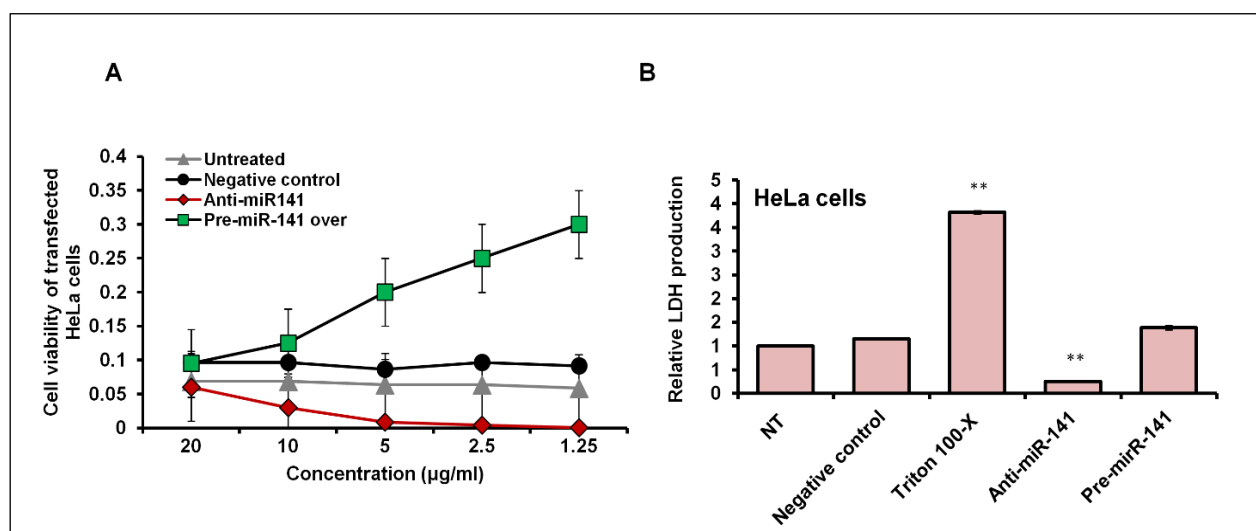 A
Cell viability of transfected
HeLa cells
0.4
0.35
0.3
0.25
0.2
0.15
0.1
0.05
0
Untreated
Negative control
Anti-miR141
Pre-miR-141 over
20 10 5 2.5 1.25
Concentration (µg/ml)
B
Relative LDH production
5
4
4
3
3
2
2
1
1
0
HeLa cells
**
**
NT
Negative control
Triton 100-X
Anti-miR-141
Pre-mirR-141